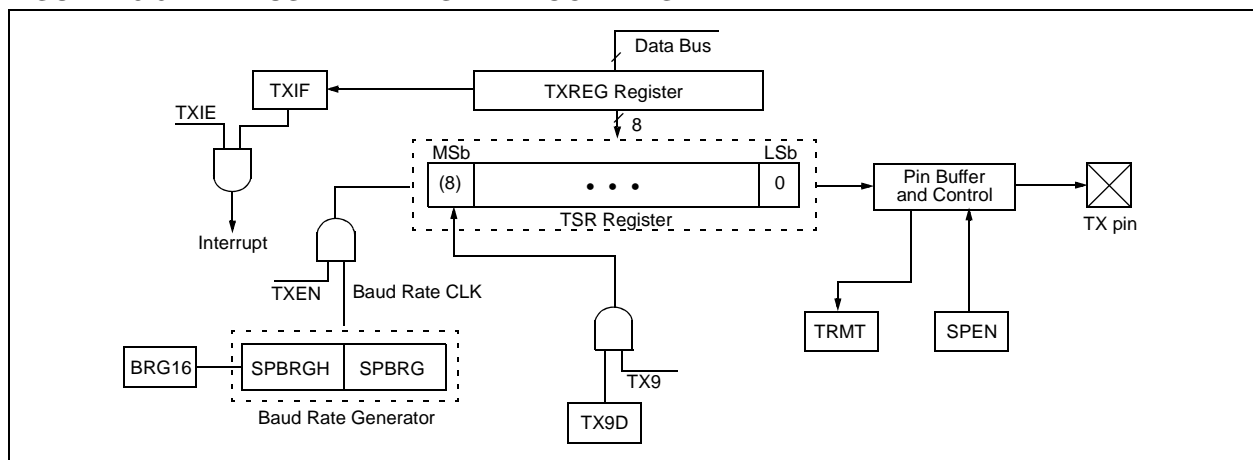 Data Bus
TXIF
TXREG Register
TXIE
8
MSb
LSb
(8)
• • •
0
Pin Buffer
and Control
TSR Register
TX pin
Interrupt
TXEN
Baud Rate CLK
TRMT
SPEN
BRG16
SPBRGH
SPBRG
TX9
Baud Rate Generator
TX9D